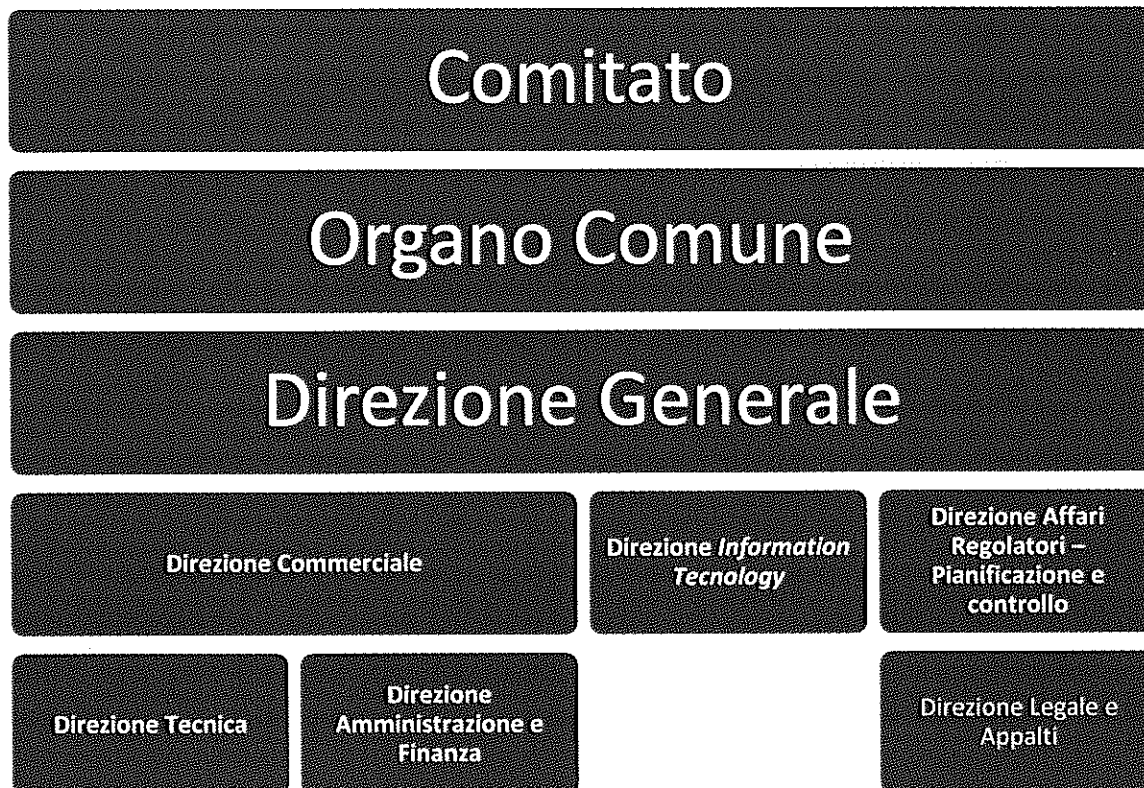 Comitato
Organo Comune
Direzione Generale
Direzione Commerciale
Direzione Information
Tecnology
Direzione Affari
Regolatori –
Pianificazione e
controllo
Direzione Tecnica
Direzione
Amministrazione e
Finanza
Direzione Legale e
Appalti